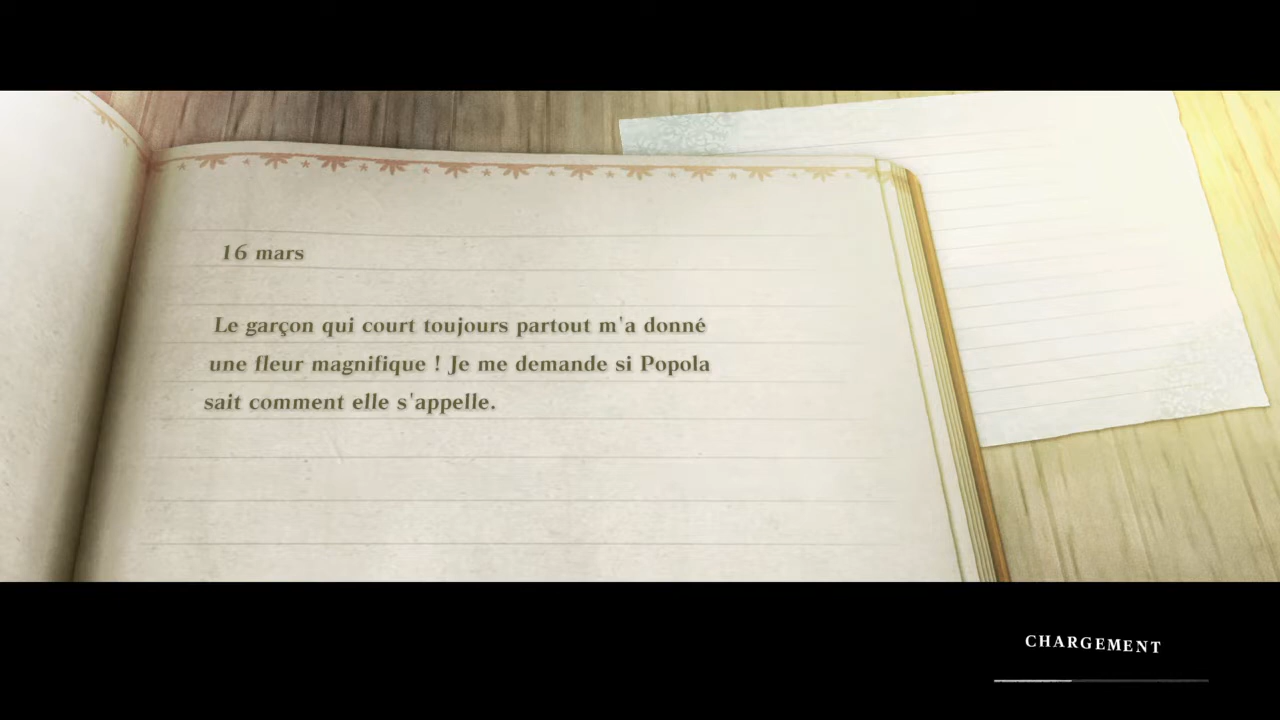 16 mars
Le garçon qui court toujours partout m'a donné
une fleur magnifique ! Je me demande si Popola
sait comment elle s'appelle.
CHARGEMENT